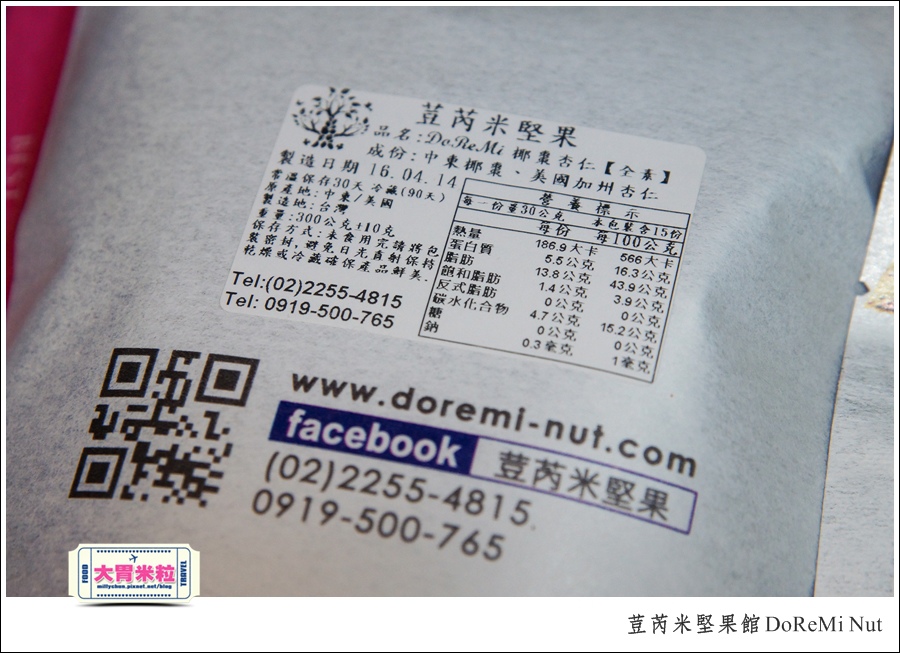 荳芮米堅果
品名:DoReMi 椰棗杏仁【全素】
成份:中東椰棗、美國加州杏仁
製造日期 16.04.14
常溫保存30天 冷藏(90天)
原產地:中東/美國
製造地:台灣
重量:300公克±10克
保存方式:未食用完請將包
裝密封,避免日光直射保持
乾燥或冷藏確保產品鮮美.
Tel:(02)2255-4815
Tel: 0919-500-765
營養標示
每一份量30公克 本包裝含15份
每份 每100公克
熱量 186.9大卡 566大卡
蛋白質 5.5公克 16.3公克
脂肪 13.8公克 43.9公克
飽和脂肪 1.4公克 3.9公克
反式脂肪 0公克 0公克
碳水化合物 4.7公克 15.2公克
糖 0公克 0公克
鈉 0.3毫克 1毫克
www.doremi-nut.com
facebook 荳芮米堅果
(02)2255-4815
0919-500-765
FOOD
大胃米粒
mittychun.pixnet.net/blog
TRAVEL
荳芮米堅果館 DoReMi Nut